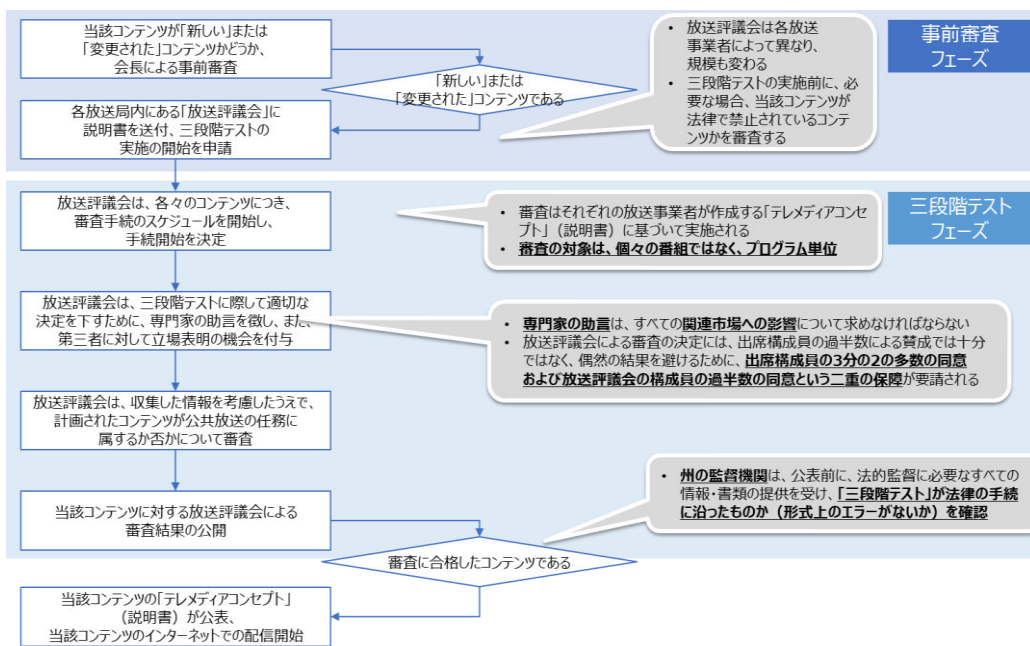 当該コンテンツが「新しい」または
「変更された」コンテンツかどうか、
会長による事前審査
「新しい」または
「変更された」コンテンツである
各放送局内にある「放送評議会」に
説明書を送付、三段階テストの
実施の開始を申請
• 放送評議会は各放送
事業者によって異なり、
規模も変わる
• 三段階テストの実施前に、必
要な場合、当該コンテンツが
法律で禁止されているコンテ
ンツかを審査する
事前審査
フェーズ
放送評議会は、各々のコンテンツにつき、
審査手続のスケジュールを開始し、
手続開始を決定
• 審査はそれぞれの放送事業者が作成する「テレメディアコンセ
プト」（説明書）に基づいて実施される
• 審査の対象は、個々の番組ではなく、プログラム単位
三段階テスト
フェーズ
放送評議会は、三段階テストに際して適切な
決定を下すために、専門家の助言を徴し、また、
第三者に対して立場表明の機会を付与
• 専門家の助言は、すべての関連市場への影響について求めなければならない
• 放送評議会による審査の決定には、出席構成員の過半数による賛成では十分
ではなく、偶然の結果を避けるために、出席構成員の3分の2の多数の同意
および放送評議会の構成員の過半数の同意という二重の保障が要請される
放送評議会は、収集した情報を考慮したうえで、
計画されたコンテンツが公共放送の任務に
属するか否かについて審査
• 州の監督機関は、公表前に、法的監督に必要なすべての
情報・書類の提供を受け、「三段階テスト」が法律の手続
に沿ったものか（形式上のエラーがないか）を確認
当該コンテンツに対する放送評議会による
審査結果の公開
審査に合格したコンテンツである
当該コンテンツの「テレメディアコンセプト」
（説明書）が公表、
当該コンテンツのインターネットでの配信開始